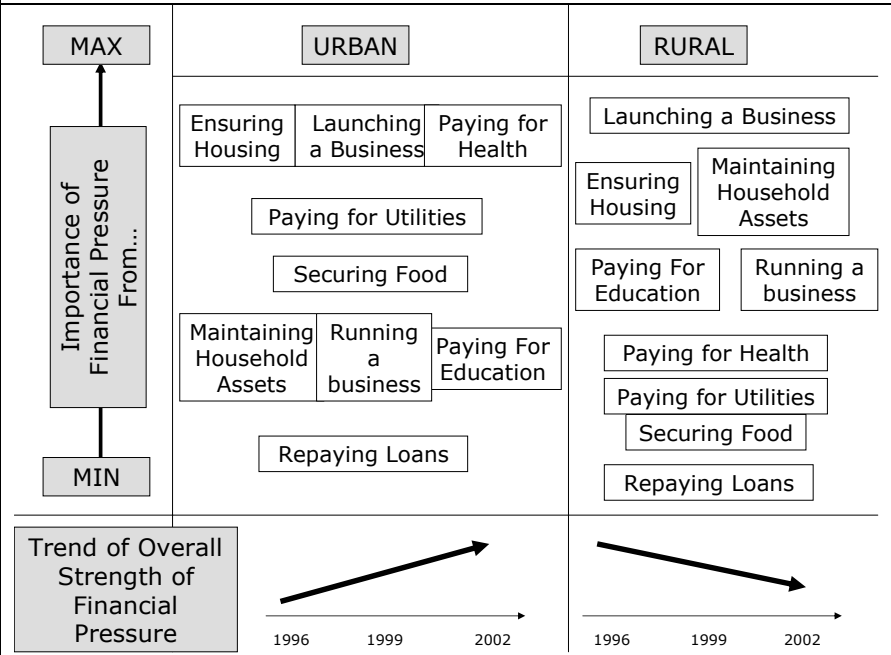 MAX
URBAN
RURAL
Importance of
Financial Pressure
From...
MIN
Ensuring
Housing
Launching
a Business
Paying for
Health
Paying for Utilities
Securing Food
Maintaining
Household
Assets
Running
a
business
Paying For
Education
Repaying Loans
Launching a Business
Ensuring
Housing
Maintaining
Household
Assets
Paying For
Education
Running a
business
Paying for Health
Paying for Utilities
Securing Food
Repaying Loans
Trend of Overall
Strength of
Financial
Pressure
1996 1999 2002
1996 1999 2002